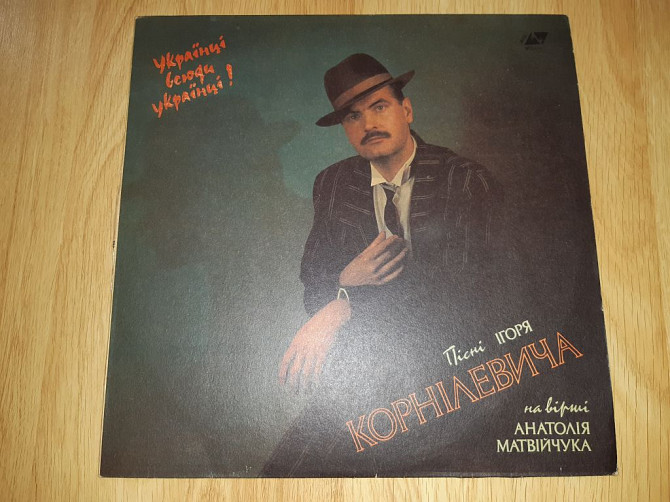 Українці
всюди
українці!
Пісні ІГОРЯ
КОРНІЛЕВИЧА
на вірші
АНАТОЛІЯ
МАТВІЙЧУКА